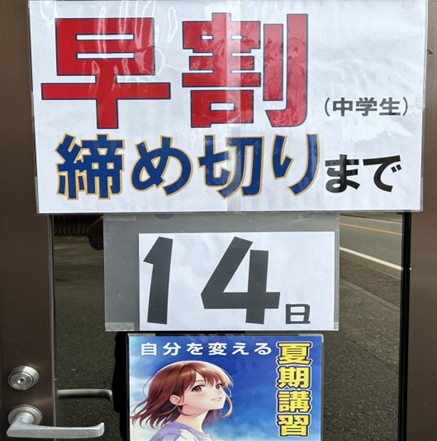 早割（中学生）
締め切りまで
14日
自分を変える
夏期講習